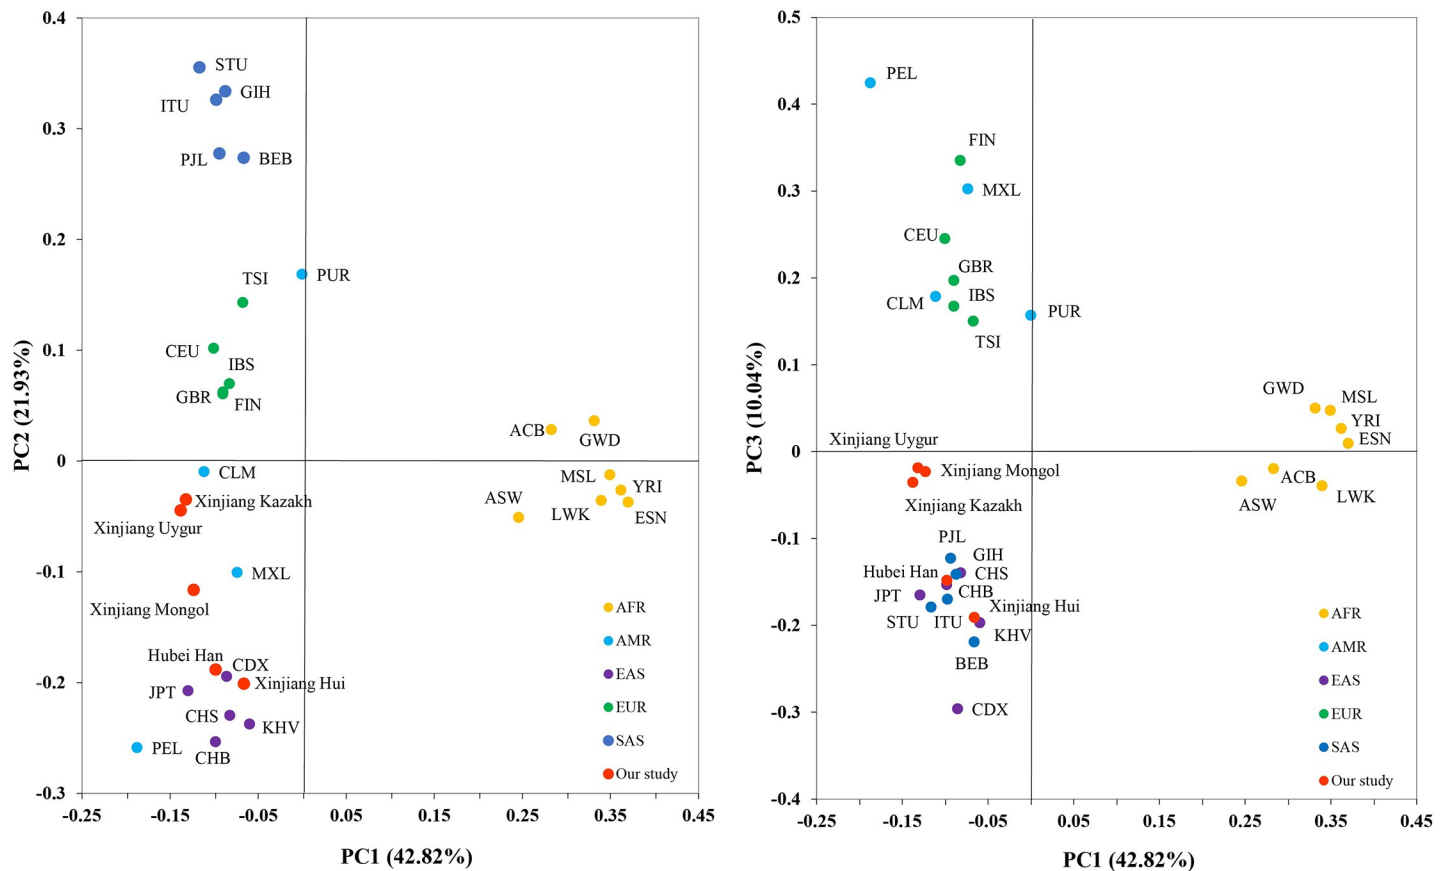 0.4
STU
GIH
ITU
0.3
PJL
BEB
0.2
TSI
PUR
CEU
0.1
IBS
GBR
FIN
ACB
GWD
0
CLM
MSL
YRI
Xinjiang Kazakh
ASW
LWK
ESN
Xinjiang Uygur
-0.1
MXL
Xinjiang Mongol
Hubei Han
CDX
-0.2
JPT
Xinjiang Hui
CHS
KHV
PEL
CHB
-0.3
AFR
AMR
EAS
EUR
SAS
Our study
-0.25 -0.15 -0.05 0.05 0.15 0.25 0.35 0.45
PC1 (42.82%)
PC2 (21.93%)
0.5
PEL
0.4
FIN
0.3
MXL
CEU
GBR
0.2
CLM
IBS
PUR
TSI
0.1
GWD
MSL
YRI
Xinjiang Uygur
ESN
0
Xinjiang Mongol
ACB
LWK
Xinjiang Kazakh
ASW
-0.1
PJL
GIH
Hubei Han
CHS
JPT
CHB
Xinjiang Hui
-0.2
STU
ITU
KHV
BEB
-0.3
CDX
-0.4
AFR
AMR
EAS
EUR
SAS
Our study
-0.25 -0.15 -0.05 0.05 0.15 0.25 0.35 0.45
PC1 (42.82%)
PC3 (10.04%)